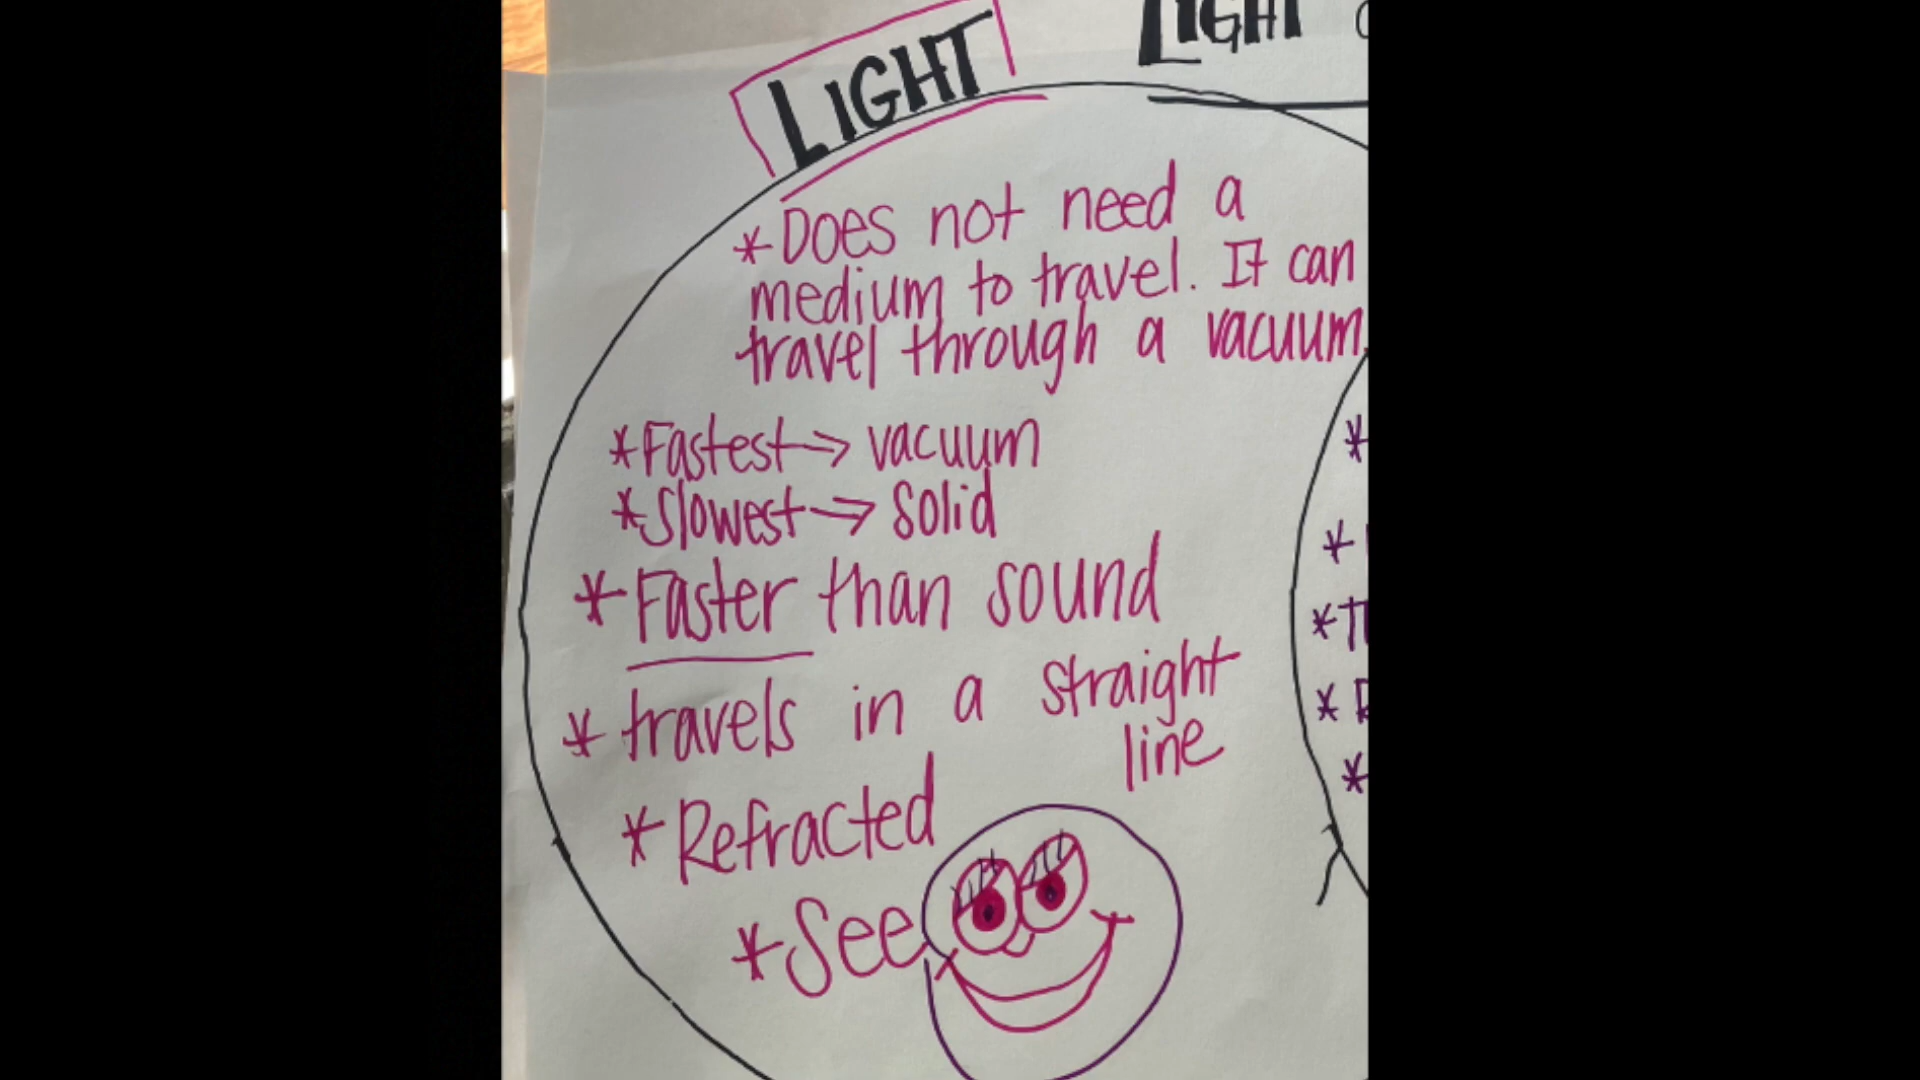 LIGHT
LIGHT
*Does not need a
medium to travel. It can
travel through a vacuum.
*Fastest→ vacuum
*Slowest→ Solid
*Faster than sound
*travels in a straight
line
*Refracted
*See
*
*
*
*
*